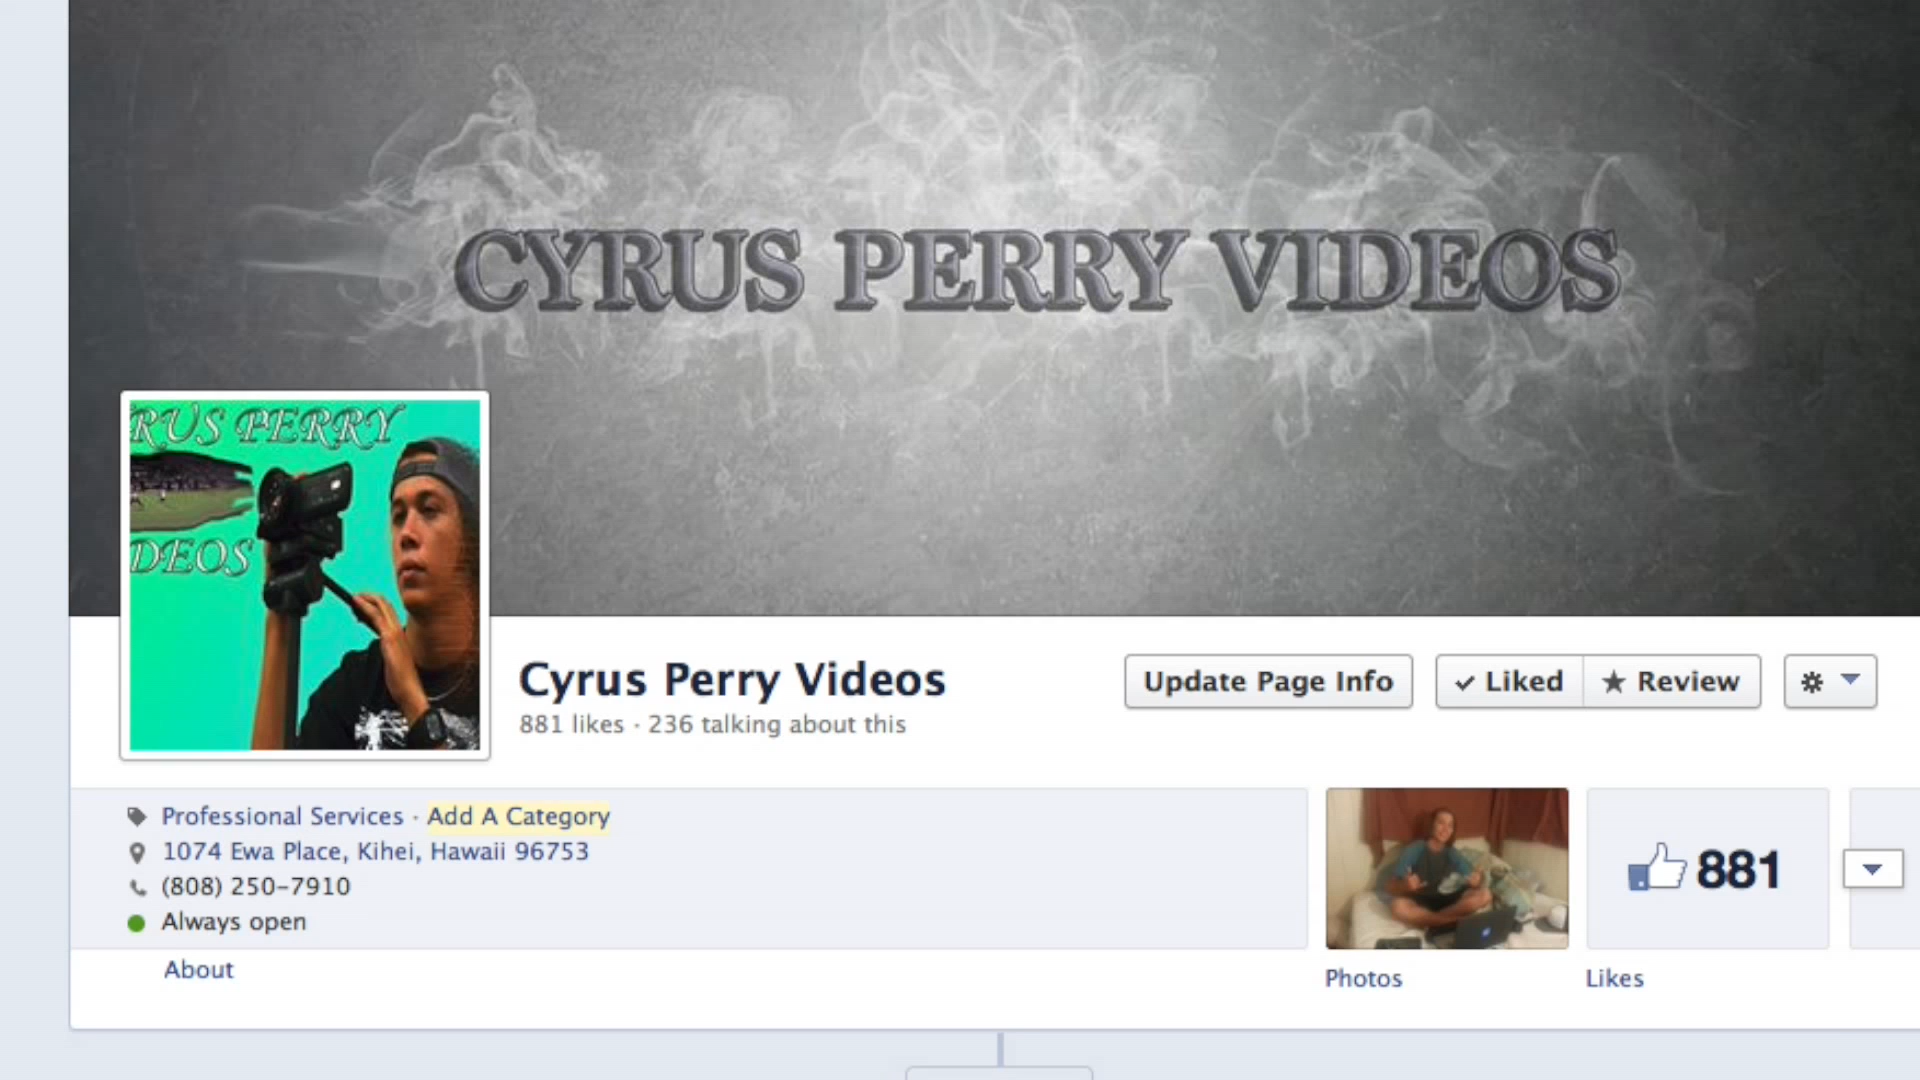 CYRUS PERRY VIDEOS
RUS PERRY
DEOS
Cyrus Perry Videos
881 likes · 236 talking about this
Update Page Info
Liked
Review
Professional Services · Add A Category
1074 Ewa Place, Kihei, Hawaii 96753
(808) 250-7910
Always open
About
881
Photos
Likes